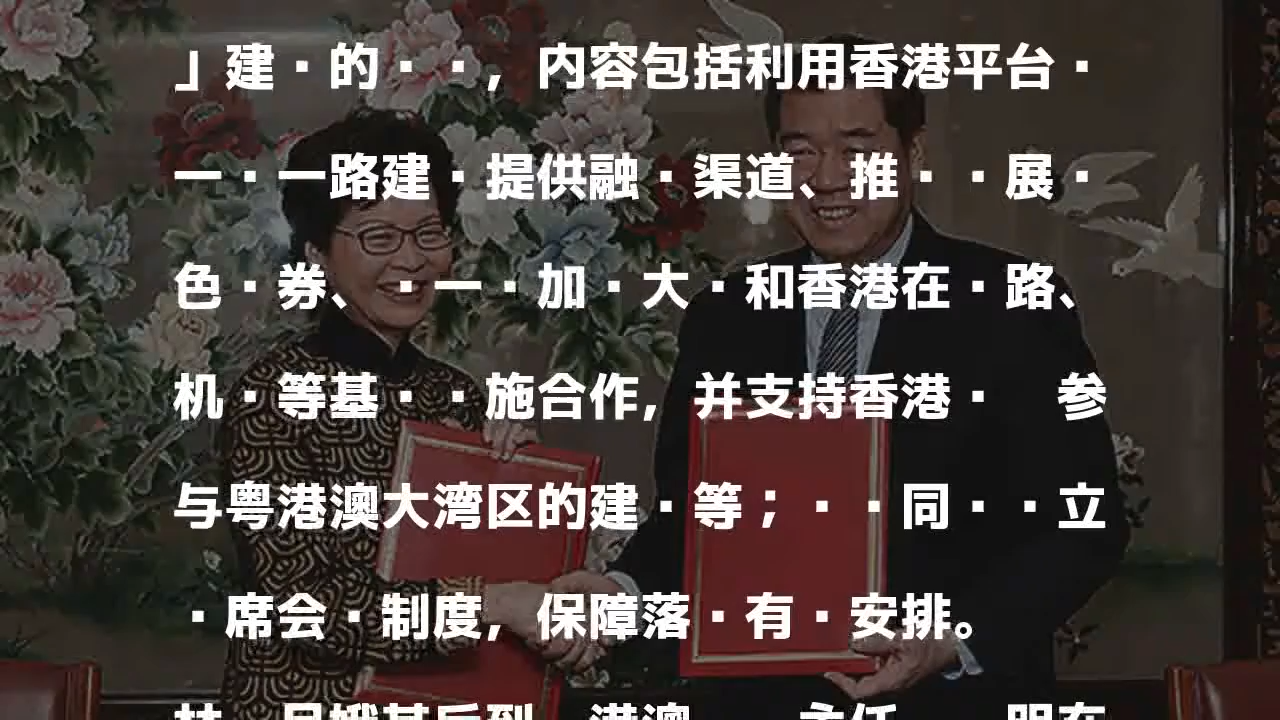 」建·的··，内容包括利用香港平台·
一·一路建·提供融·渠道、推··展·
色·券、·一·加·大·和香港在·路、
机·等基··施合作，并支持香港·　参
与粤港澳大湾区的建·等；··同··立
·席会·制度，保障落·有·安排。